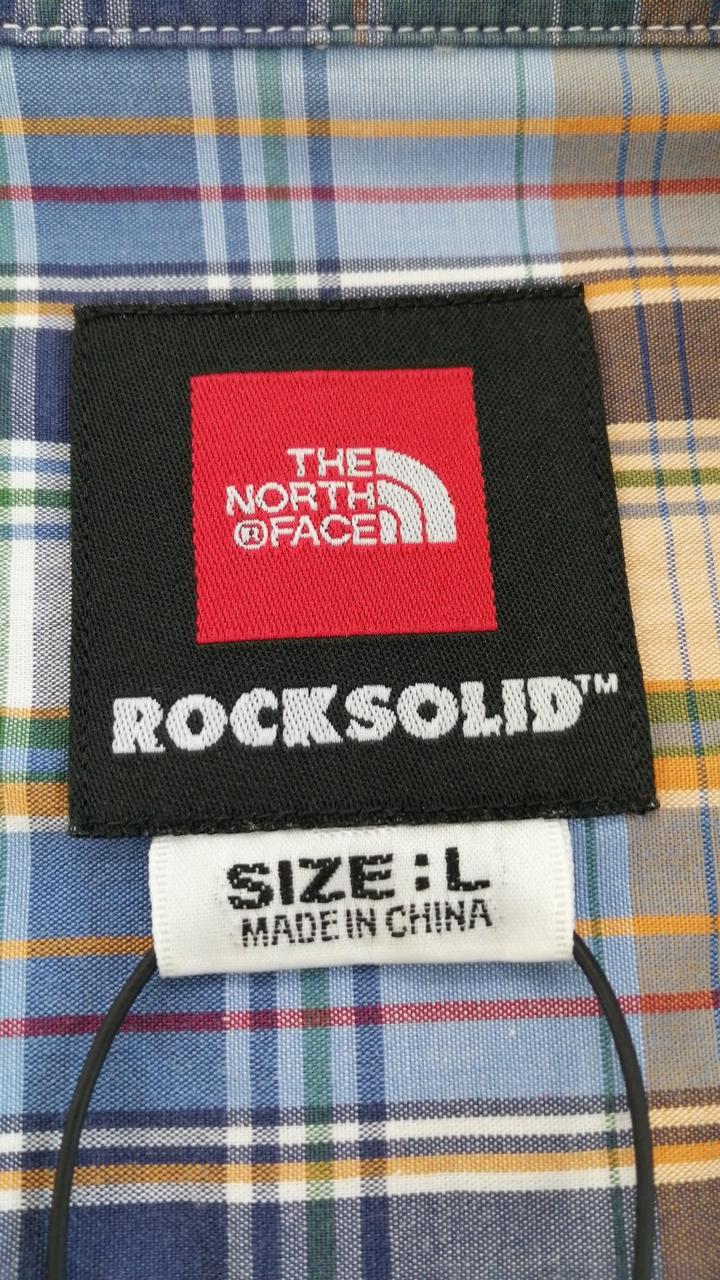 THE
NORTH
®FACE
ROCKSOLID™
SIZE:L
MADE IN CHINA